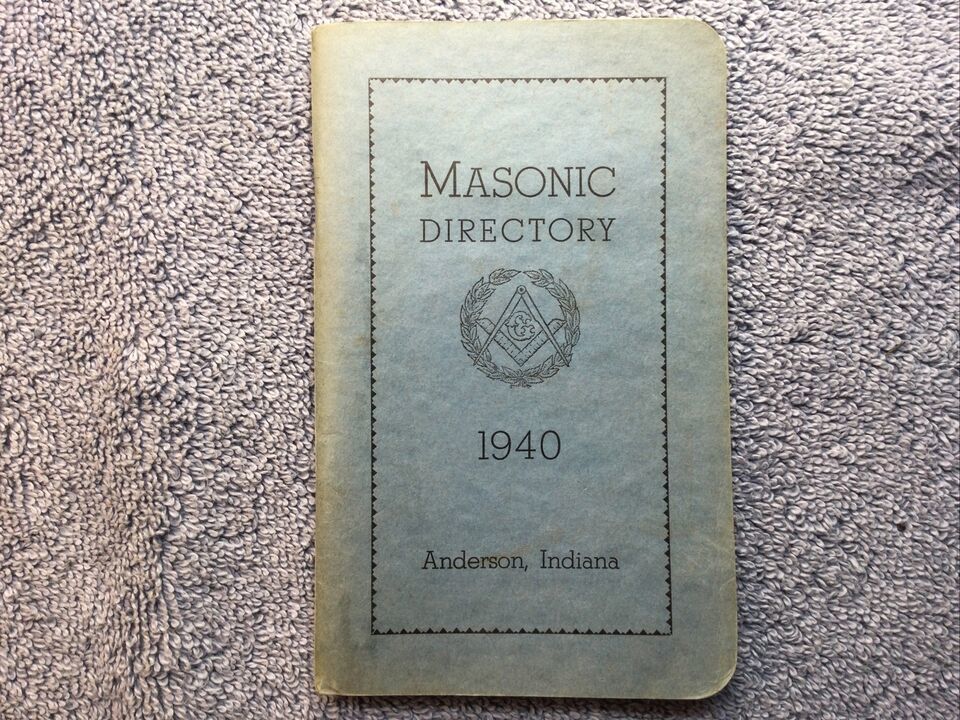 MASONIC
DIRECTORY
G
1940
Anderson, Indiana